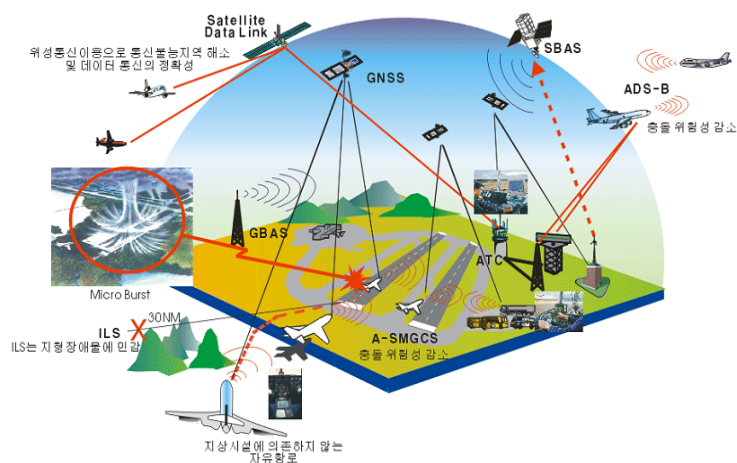 Satellite
Data Link
위성통신이용으로 통신불능지역 해소
및 데이터 통신의 정확성
GNSS
SBAS
ADS-B
충돌 위험성 감소
GBAS
ATC
Micro Burst
30NM
ILS
ILS는 지형장애물에 민감
A-SMGCS
충돌 위험성 감소
지상시설에 의존하지 않는
자유항로